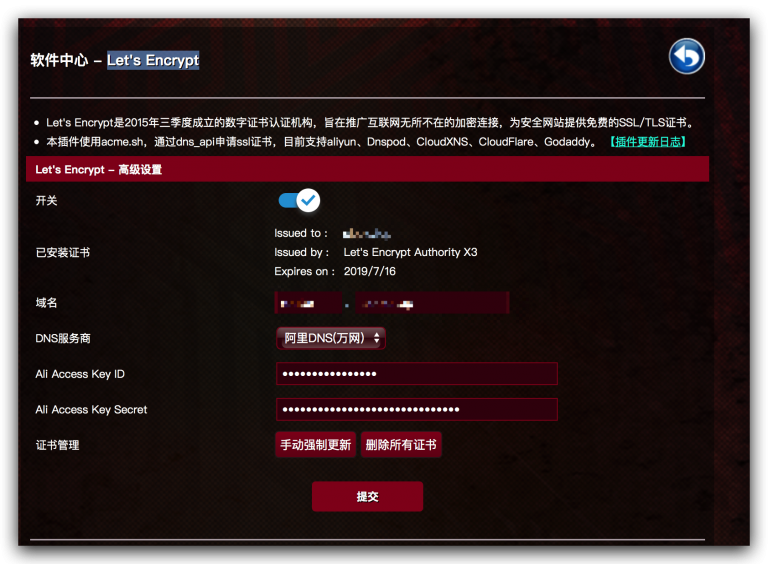 软件中心 – Let's Encrypt
Let's Encrypt是2015年三季度成立的数字证书认证机构，旨在推广互联网无所不在的加密连接，为安全网站提供免费的SSL/TLS证书。
本插件使用acme.sh，通过dns_api申请ssl证书，目前支持aliyun、Dnspod、CloudXNS、CloudFlare、Godaddy。 【插件更新日志】
Let's Encrypt – 高级设置
开关
已安装证书
Issued to：
Issued by： Let's Encrypt Authority X3
Expires on： 2019/7/16
域名 .
DNS服务商 阿里DNS(万网)
Ali Access Key ID ••••••••••••••••
Ali Access Key Secret ••••••••••••••••••••••••••••••
证书管理 手动强制更新 删除所有证书
提交